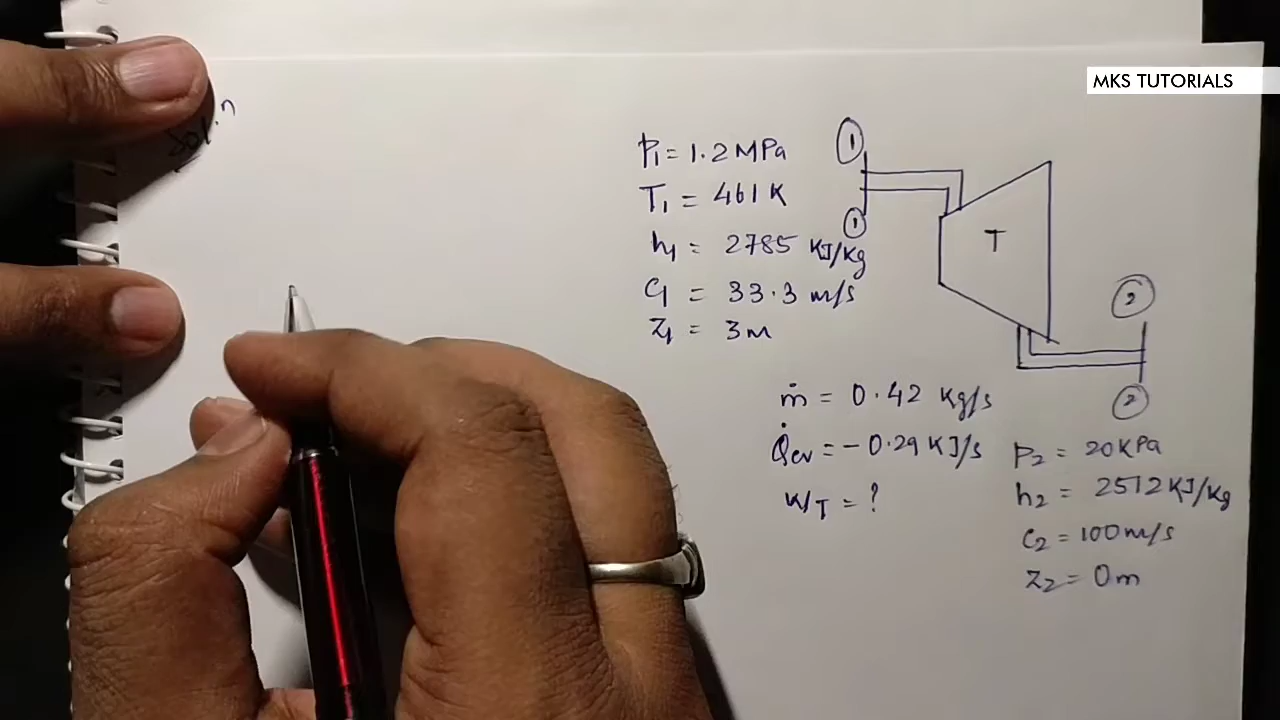 MKS TUTORIALS
Sol.n
P1 = 1.2 MPa
T1 = 461 K
h1 = 2785 KJ/Kg
C1 = 33.3 m/s
Z1 = 3m
1
1
T
2
2
ṁ = 0.42 Kg/s
Q̇cv = -0.29 KJ/s
WT = ?
P2 = 20KPa
h2 = 2512 KJ/Kg
C2 = 100m/s
Z2 = 0m